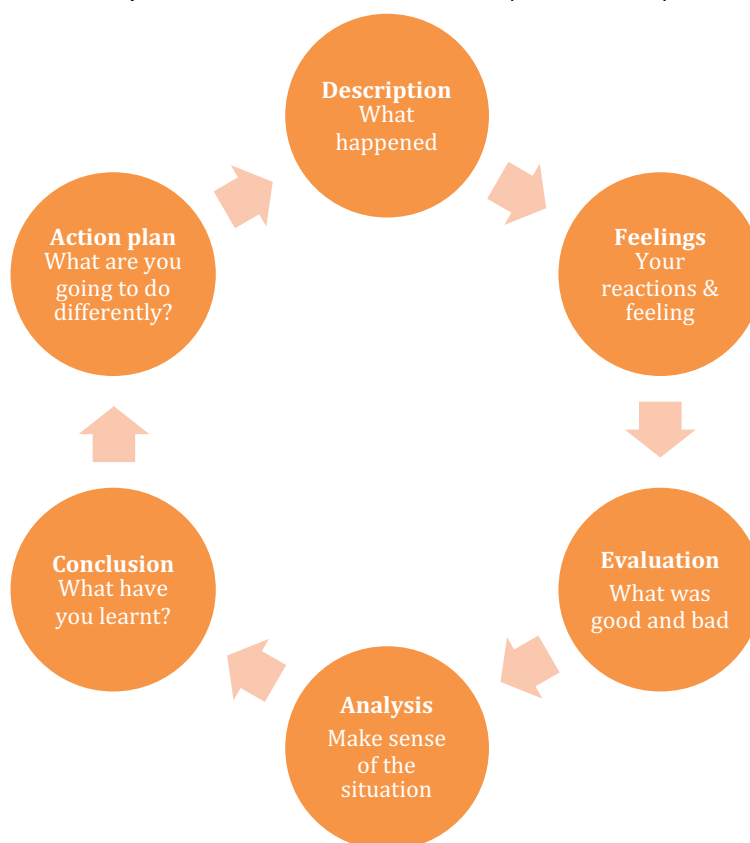 Description
What
happened
Feelings
Your
reactions &
feeling
Evaluation
What was
good and bad
Analysis
Make sense
of the
situation
Conclusion
What have
you learnt?
Action plan
What are you
going to do
differently?